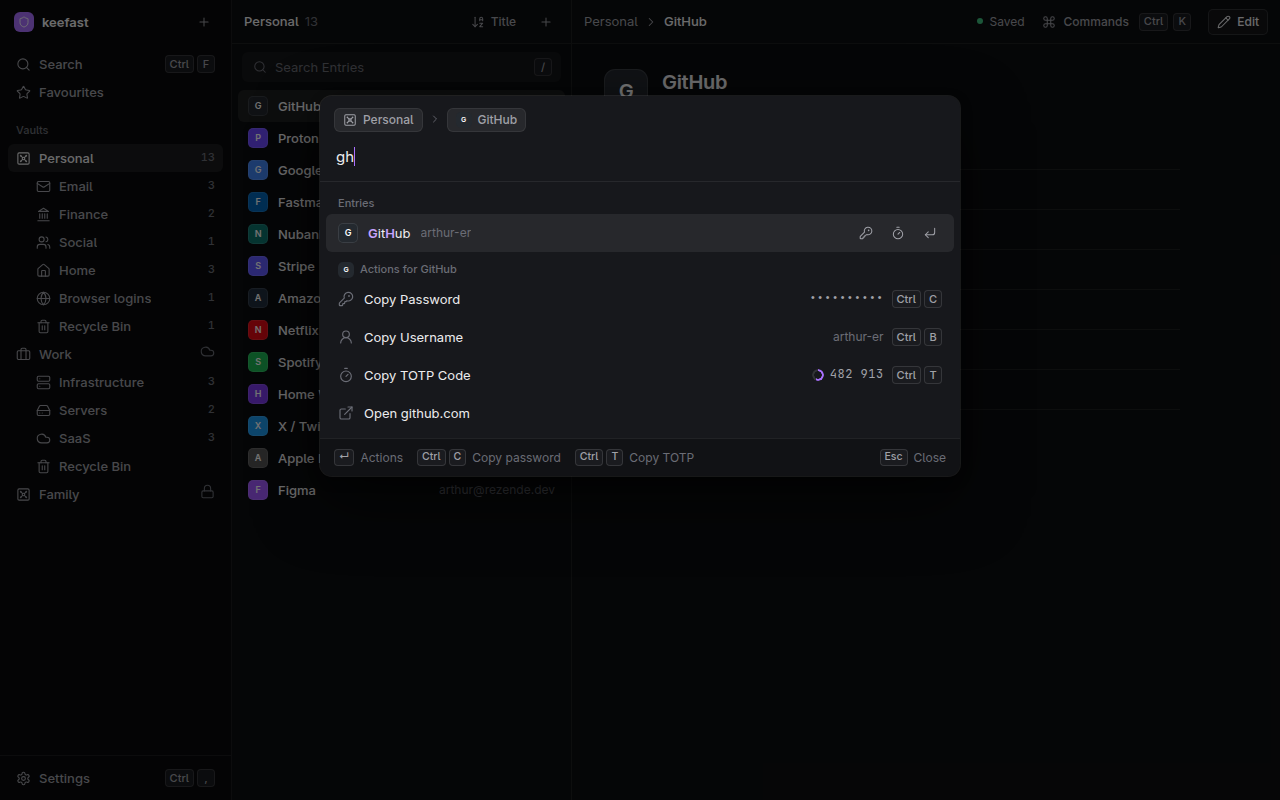 keefast
Search Ctrl F
Favourites
Vaults
Personal 13
Email 3
Finance 2
Social 1
Home 3
Browser logins 1
Recycle Bin 1
Work
Infrastructure 3
Servers 2
SaaS 3
Recycle Bin
Family
Settings Ctrl ,
Personal 13 Title
Search Entries /
G GitHub
P Proton
G Google
F Fastma
N Nuban
S Stripe
A Amazo
N Netflix
S Spotify
H Home
X X / Twi
A Apple
F Figma arthur@rezende.dev
Personal > GitHub
Saved
Commands Ctrl K
Edit
G GitHub
Personal > G GitHub
gh
Entries
G GitHub arthur-er
G Actions for GitHub
Copy Password •••••••••• Ctrl C
Copy Username arthur-er Ctrl B
Copy TOTP Code 482 913 Ctrl T
Open github.com
Actions Ctrl C Copy password Ctrl T Copy TOTP Esc Close